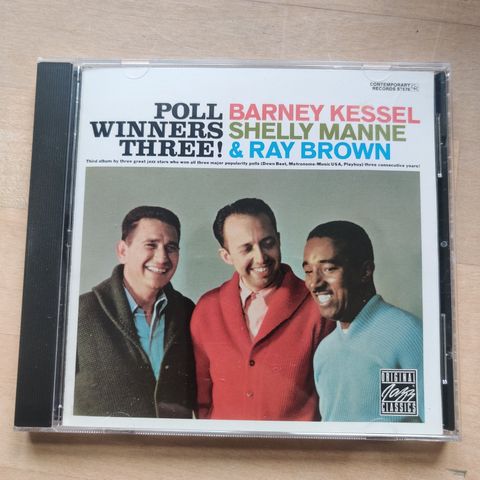 CONTEMPORARY
RECORDS S7576
POLL BARNEY KESSEL
WINNERS SHELLY MANNE
THREE! & RAY BROWN
Third album by three great jazz stars who won all three major popularity polls (Down Beat, Metronome-Music USA, Playboy) three consecutive years!
ORIGINAL
Jazz
CLASSICS